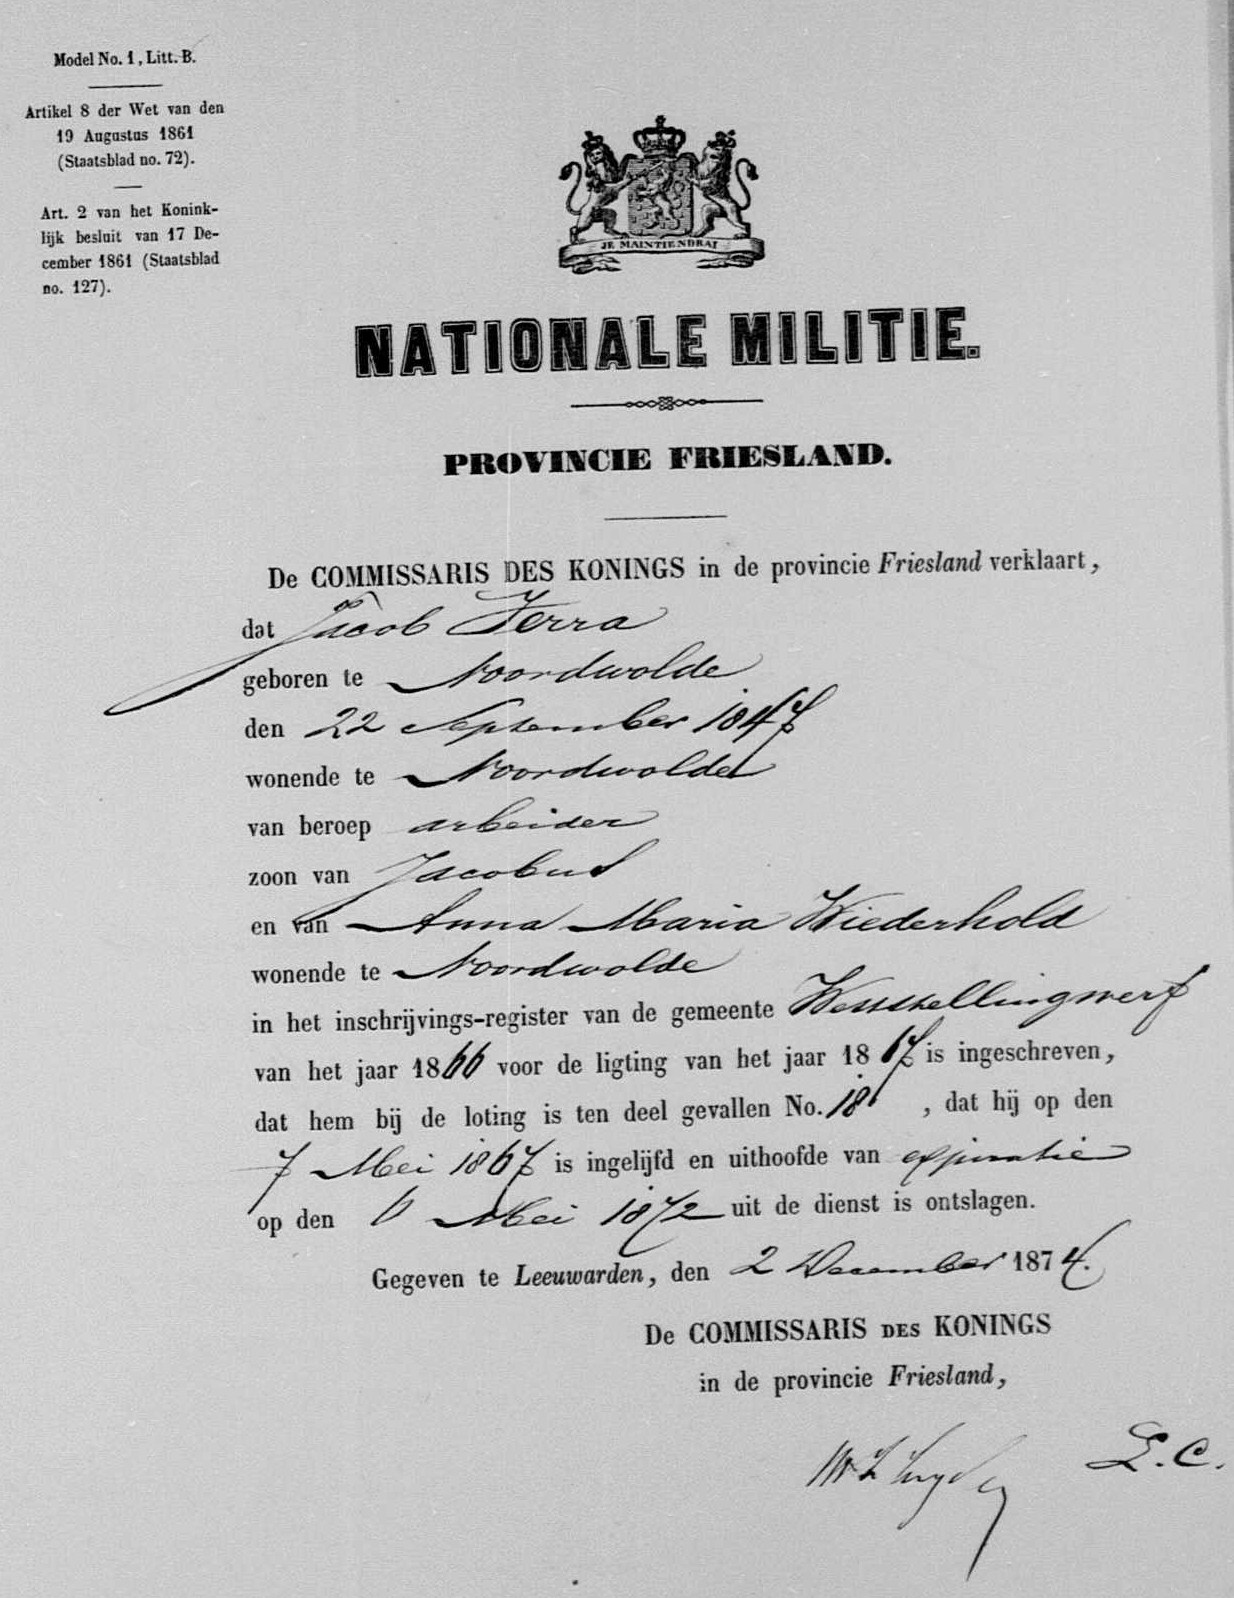 Model No. 1, Litt. B.
Artikel 8 der Wet van den
19 Augustus 1861
(Staatsblad no. 72).
Art. 2 van het Konink-
lijk besluit van 17 De-
cember 1861 (Staatsblad
no. 127).
JE MAINTIENDRAI
NATIONALE MILITIE.
PROVINCIE FRIESLAND.
De COMMISSARIS DES KONINGS in de provincie Friesland verklaart,
dat Jacob Ferra
geboren te Noordwolde
den 22 September 1847
wonende te Noordwolde
van beroep arbeider
zoon van Jacobus
en van Anna Maria Wiederhold
wonende te Noordwolde
in het inschrijvings-register van de gemeente Weststellingwerf
van het jaar 1866 voor de ligting van het jaar 1867 is ingeschreven,
dat hem bij de loting is ten deel gevallen No. 18 , dat hij op den
7 Mei 1867 is ingelijfd en uithoofde van expiratie
op den 6 Mei 1872 uit de dienst is ontslagen.
Gegeven te Leeuwarden, den 2 December 1874.
De COMMISSARIS DES KONINGS
in de provincie Friesland,
L. C.